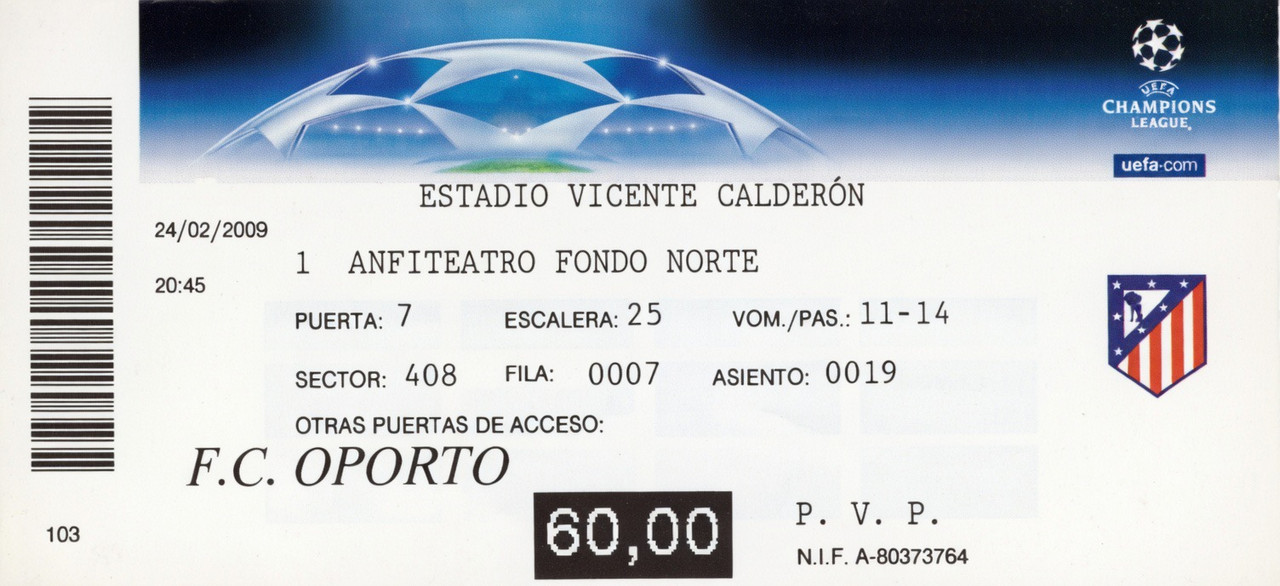 UEFA
CHAMPIONS
LEAGUE®
uefa.com
ESTADIO VICENTE CALDERÓN
24/02/2009
1 ANFITEATRO FONDO NORTE
20:45
PUERTA: 7 ESCALERA: 25 VOM./PAS.: 11-14
SECTOR: 408 FILA: 0007 ASIENTO: 0019
OTRAS PUERTAS DE ACCESO:
F.C. OPORTO
60,00 P. V. P.
103
N.I.F. A-80373764